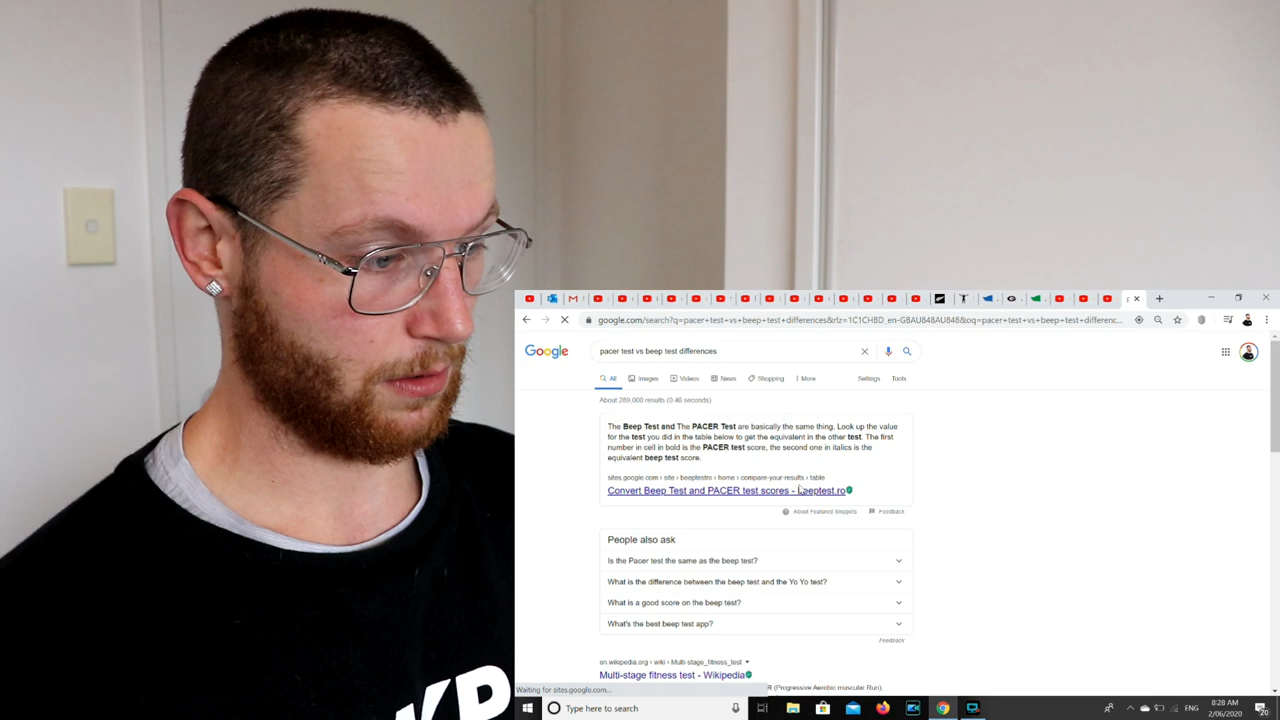 google.com/search?q=pacer+test+vs+beep+test+differences&rlz=1C1CHBD_en-GBAU848AU848&oq=pacer+test+vs+beep+test+differenc...
Google
pacer test vs beep test differences
All Images Videos News Shopping More Settings Tools
About 289,000 results (0.46 seconds)
The Beep Test and The PACER Test are basically the same thing. Look up the value
for the test you did in the table below to get the equivalent in the other test. The first
number in cell in bold is the PACER test score, the second one in italics is the
equivalent beep test score.
sites.google.com › site › beeptestro › home › compare-your-results › table
Convert Beep Test and PACER test scores - beeptest.ro
About Featured Snippets Feedback
People also ask
Is the Pacer test the same as the beep test?
What is the difference between the beep test and the Yo Yo test?
What is a good score on the beep test?
What's the best beep test app?
Feedback
en.wikipedia.org › wiki › Multi-stage_fitness_test
Multi-stage fitness test - Wikipedia
Waiting for sites.google.com...
R (Progressive Aerobic muscular Run).
Type here to search
ENG
8:28 AM
2/06/2020
20
KP